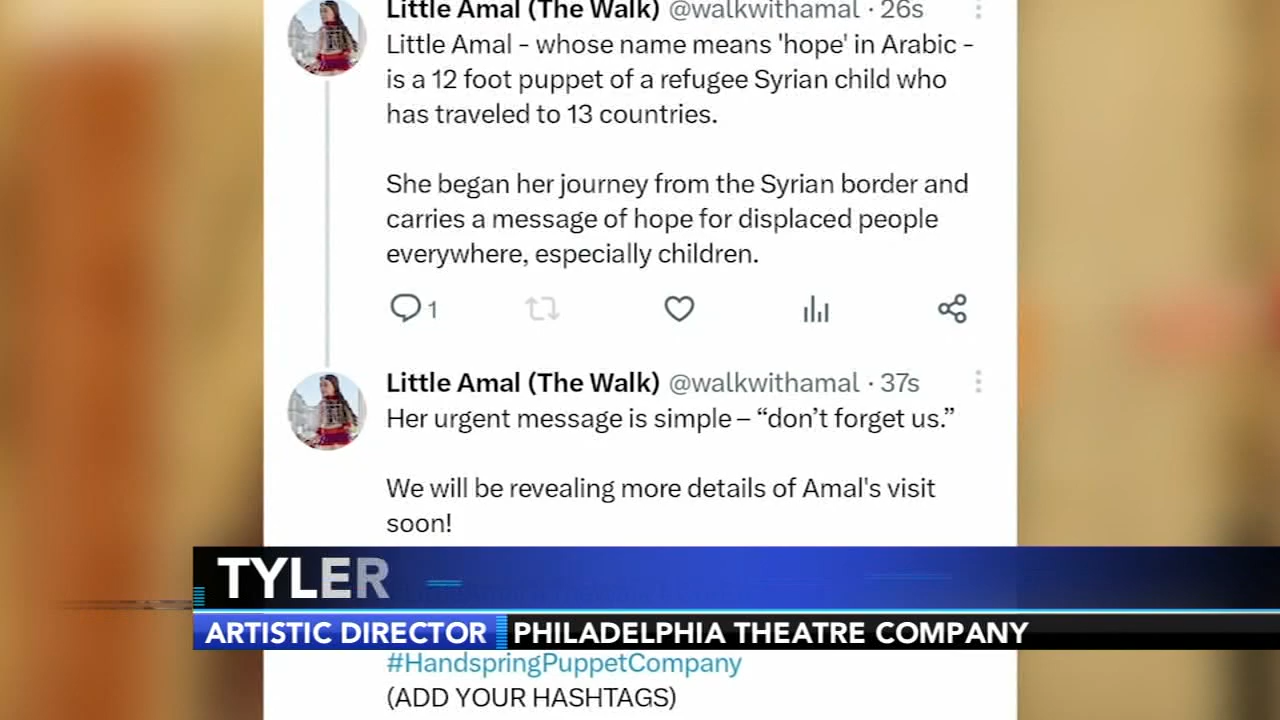 Little Amal (The Walk) @walkwithamal · 26s
Little Amal - whose name means 'hope' in Arabic -
is a 12 foot puppet of a refugee Syrian child who
has traveled to 13 countries.
She began her journey from the Syrian border and
carries a message of hope for displaced people
everywhere, especially children.
1
Little Amal (The Walk) @walkwithamal · 37s
Her urgent message is simple – “don’t forget us.”
We will be revealing more details of Amal's visit
soon!
TYLER
ARTISTIC DIRECTOR PHILADELPHIA THEATRE COMPANY
#HandspringPuppetCompany
(ADD YOUR HASHTAGS)